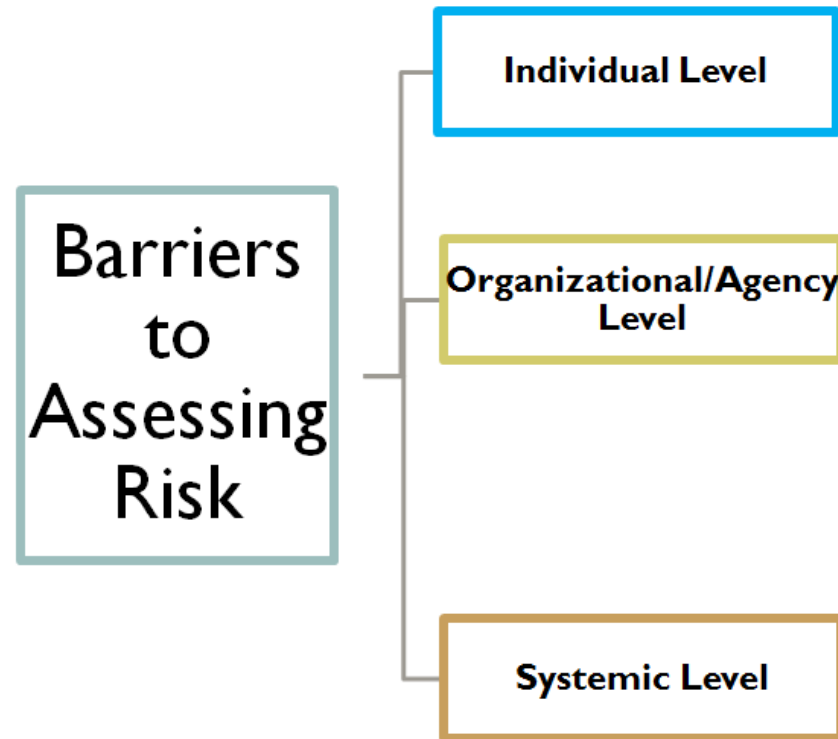 Barriers
to
Assessing
Risk
Individual Level
Organizational/Agency
Level
Systemic Level